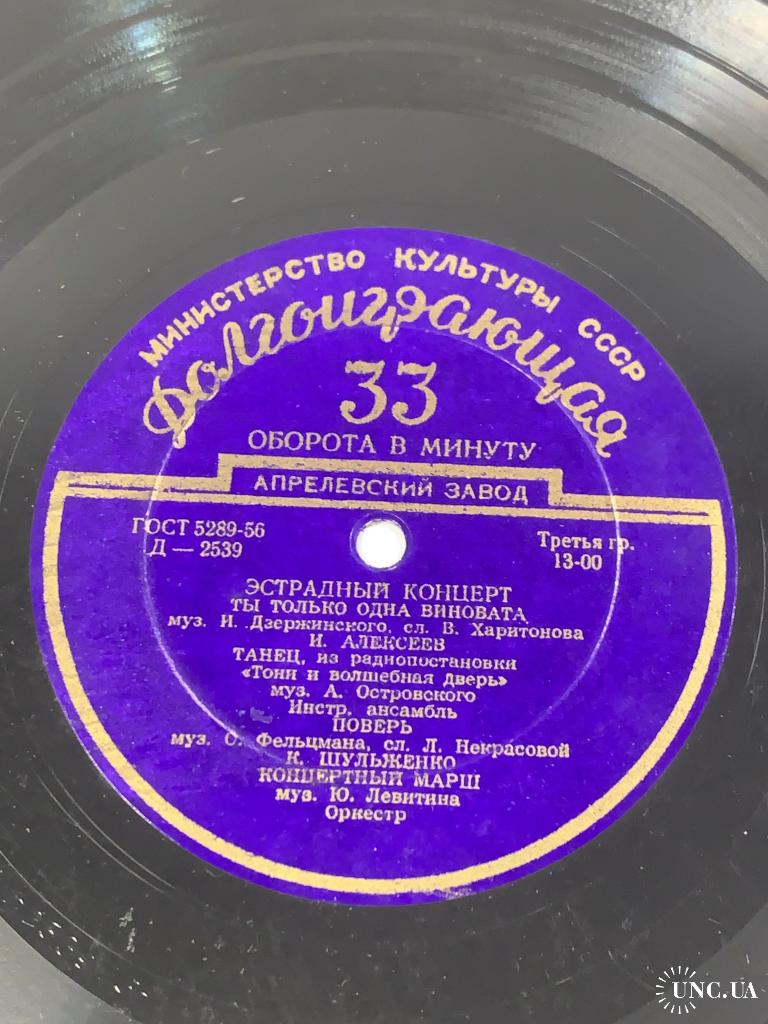 МИНИСТЕРСТВО КУЛЬТУРЫ СССР
Долгоиграющая
33
ОБОРОТА В МИНУТУ
АПРЕЛЕВСКИЙ ЗАВОД
ГОСТ 5289-56
Д — 2539
Третья гр.
13-00
ЭСТРАДНЫЙ КОНЦЕРТ
ТЫ ТОЛЬКО ОДНА ВИНОВАТА
муз. И. Дзержинского, сл. В. Харитонова
И. АЛЕКСЕЕВ
ТАНЕЦ, из радиопостановки
«Тони и волшебная дверь»
муз. А. Островского
Инстр. ансамбль
ПОВЕРЬ
муз. О. Фельцмана, сл. Л. Некрасовой
К. ШУЛЬЖЕНКО
КОНЦЕРТНЫЙ МАРШ
муз. Ю. Левитина
Оркестр
UNC.UA